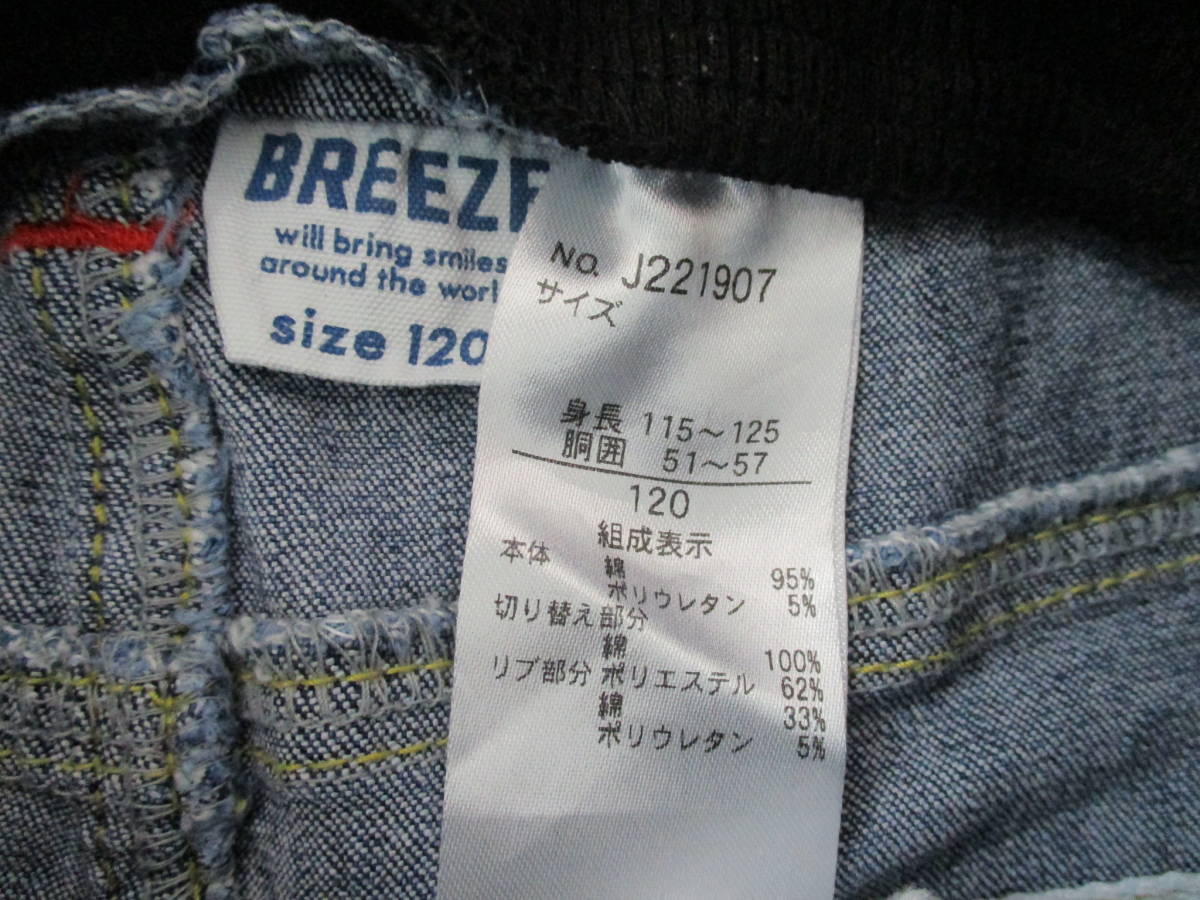 BREEZE
will bring smiles
around the worl
size 120
No. J221907
サイズ
身長 115～125
胴囲 51～57
120
組成表示
本体 綿 95%
ポリウレタン 5%
切り替え部分
綿 100%
リブ部分 ポリエステル 62%
綿 33%
ポリウレタン 5%